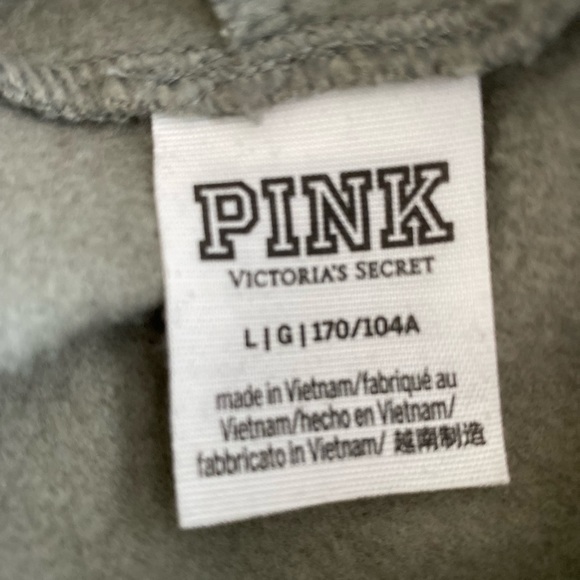 PINK
VICTORIA'S SECRET
L|G|170/104A
made in Vietnam/fabriqué au
Vietnam/hecho en Vietnam/
fabbricato in Vietnam/ 越南制造